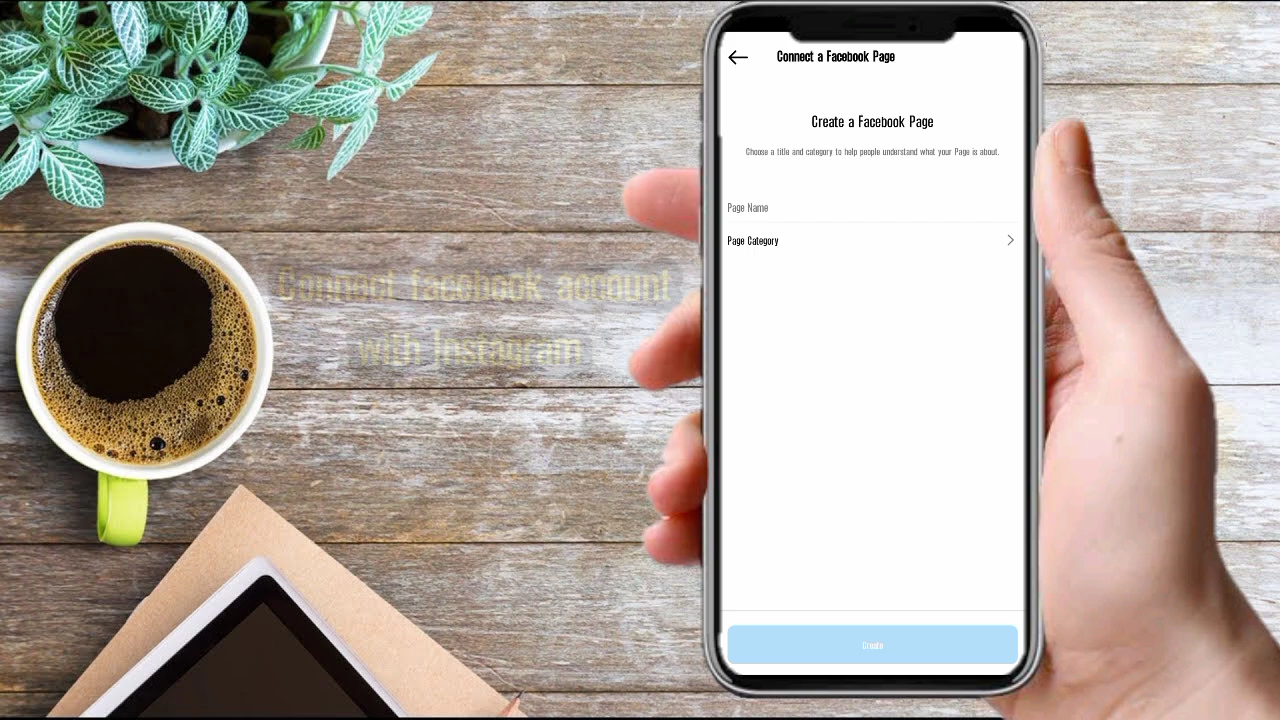 Connect a Facebook Page
Create a Facebook Page
Choose a title and category to help people understand what your Page is about.
Page Name
Page Category
Create
Connect facebook account
with Instagram